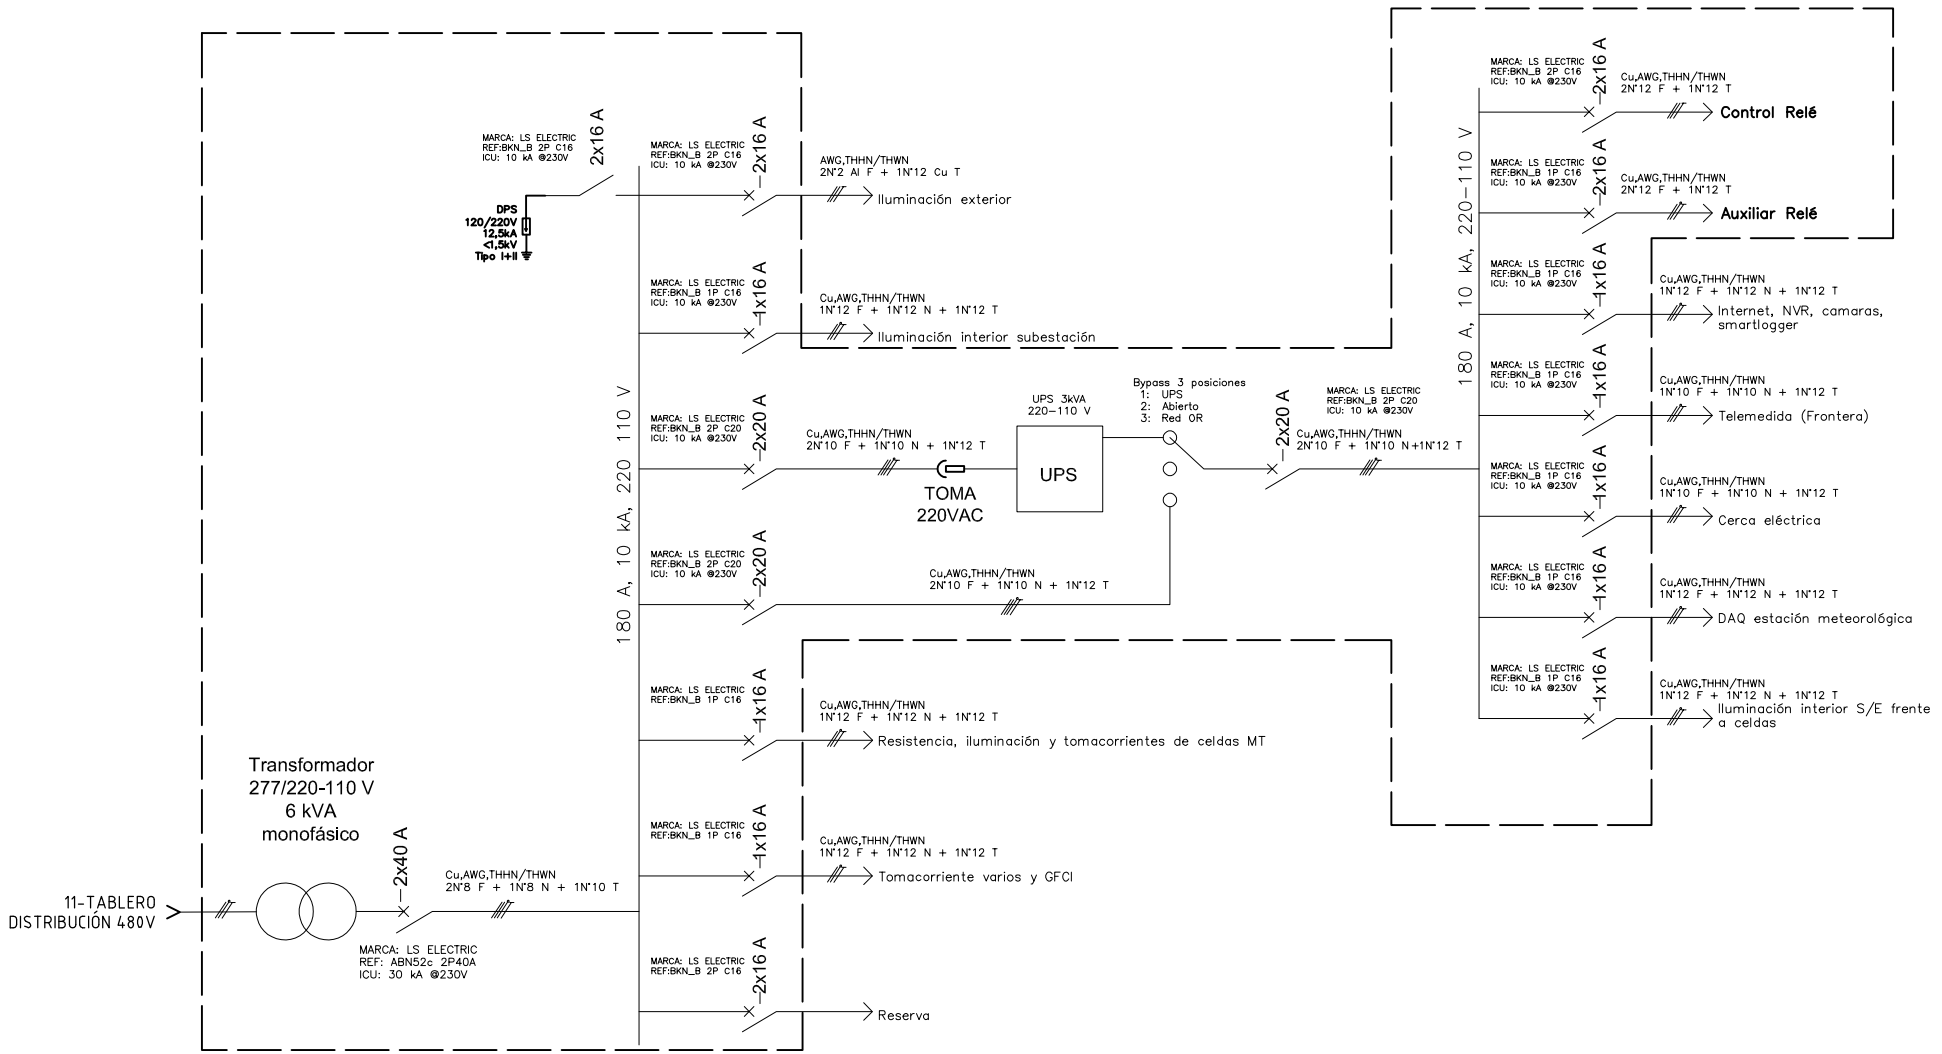 MARCA: LS ELECTRIC
REF:BKN_B 2P C16
ICU: 10 kA @230V
2x16 A
DPS
120/220V
12,5kA
<1,5kV
Tipo I+II
MARCA: LS ELECTRIC
REF:BKN_B 2P C16
ICU: 10 kA @230V
2x16 A
AWG,THHN/THWN
2N°2 Al F + 1N°12 Cu T
Iluminación exterior
MARCA: LS ELECTRIC
REF:BKN_B 1P C16
ICU: 10 kA @230V
1x16 A
Cu,AWG,THHN/THWN
1N°12 F + 1N°12 N + 1N°12 T
Iluminación interior subestación
180 A, 10 kA, 220 110 V
MARCA: LS ELECTRIC
REF:BKN_B 2P C20
ICU: 10 kA @230V
2x20 A
Cu,AWG,THHN/THWN
2N°10 F + 1N°10 N + 1N°12 T
TOMA
220VAC
UPS 3kVA
220-110 V
UPS
Bypass 3 posiciones
1: UPS
2: Abierto
3: Red OR
2x20 A
MARCA: LS ELECTRIC
REF:BKN_B 2P C20
ICU: 10 kA @230V
Cu,AWG,THHN/THWN
2N°10 F + 1N°10 N+1N°12 T
MARCA: LS ELECTRIC
REF:BKN_B 2P C20
ICU: 10 kA @230V
2x20 A
Cu,AWG,THHN/THWN
2N°10 F + 1N°10 N + 1N°12 T
MARCA: LS ELECTRIC
REF:BKN_B 1P C16
1x16 A
Cu,AWG,THHN/THWN
1N°12 F + 1N°12 N + 1N°12 T
Resistencia, iluminación y tomacorrientes de celdas MT
MARCA: LS ELECTRIC
REF:BKN_B 1P C16
1x16 A
Cu,AWG,THHN/THWN
1N°12 F + 1N°12 N + 1N°12 T
Tomacorriente varios y GFCI
MARCA: LS ELECTRIC
REF:BKN_B 2P C16
2x16 A
Reserva
Transformador
277/220-110 V
6 kVA
monofásico
11-TABLERO
DISTRIBUCIÓN 480V
2x40 A
MARCA: LS ELECTRIC
REF: ABN52c 2P40A
ICU: 30 kA @230V
Cu,AWG,THHN/THWN
2N°8 F + 1N°8 N + 1N°10 T
180 A, 10 kA, 220-110 V
MARCA: LS ELECTRIC
REF:BKN_B 2P C16
ICU: 10 kA @230V
2x16 A
Cu,AWG,THHN/THWN
2N°12 F + 1N°12 T
Control Relé
MARCA: LS ELECTRIC
REF:BKN_B 1P C16
ICU: 10 kA @230V
2x16 A
Cu,AWG,THHN/THWN
2N°12 F + 1N°12 T
Auxiliar Relé
MARCA: LS ELECTRIC
REF:BKN_B 1P C16
ICU: 10 kA @230V
1x16 A
Cu,AWG,THHN/THWN
1N°12 F + 1N°12 N + 1N°12 T
Internet, NVR, camaras,
smartlogger
MARCA: LS ELECTRIC
REF:BKN_B 1P C16
ICU: 10 kA @230V
1x16 A
Cu,AWG,THHN/THWN
1N°10 F + 1N°10 N + 1N°12 T
Telemedida (Frontera)
MARCA: LS ELECTRIC
REF:BKN_B 1P C16
ICU: 10 kA @230V
1x16 A
Cu,AWG,THHN/THWN
1N°10 F + 1N°10 N + 1N°12 T
Cerca eléctrica
MARCA: LS ELECTRIC
REF:BKN_B 1P C16
ICU: 10 kA @230V
1x16 A
Cu,AWG,THHN/THWN
1N°12 F + 1N°12 N + 1N°12 T
DAQ estación meteorológica
MARCA: LS ELECTRIC
REF:BKN_B 1P C16
ICU: 10 kA @230V
1x16 A
Cu,AWG,THHN/THWN
1N°12 F + 1N°12 N + 1N°12 T
Iluminación interior S/E frente
a celdas